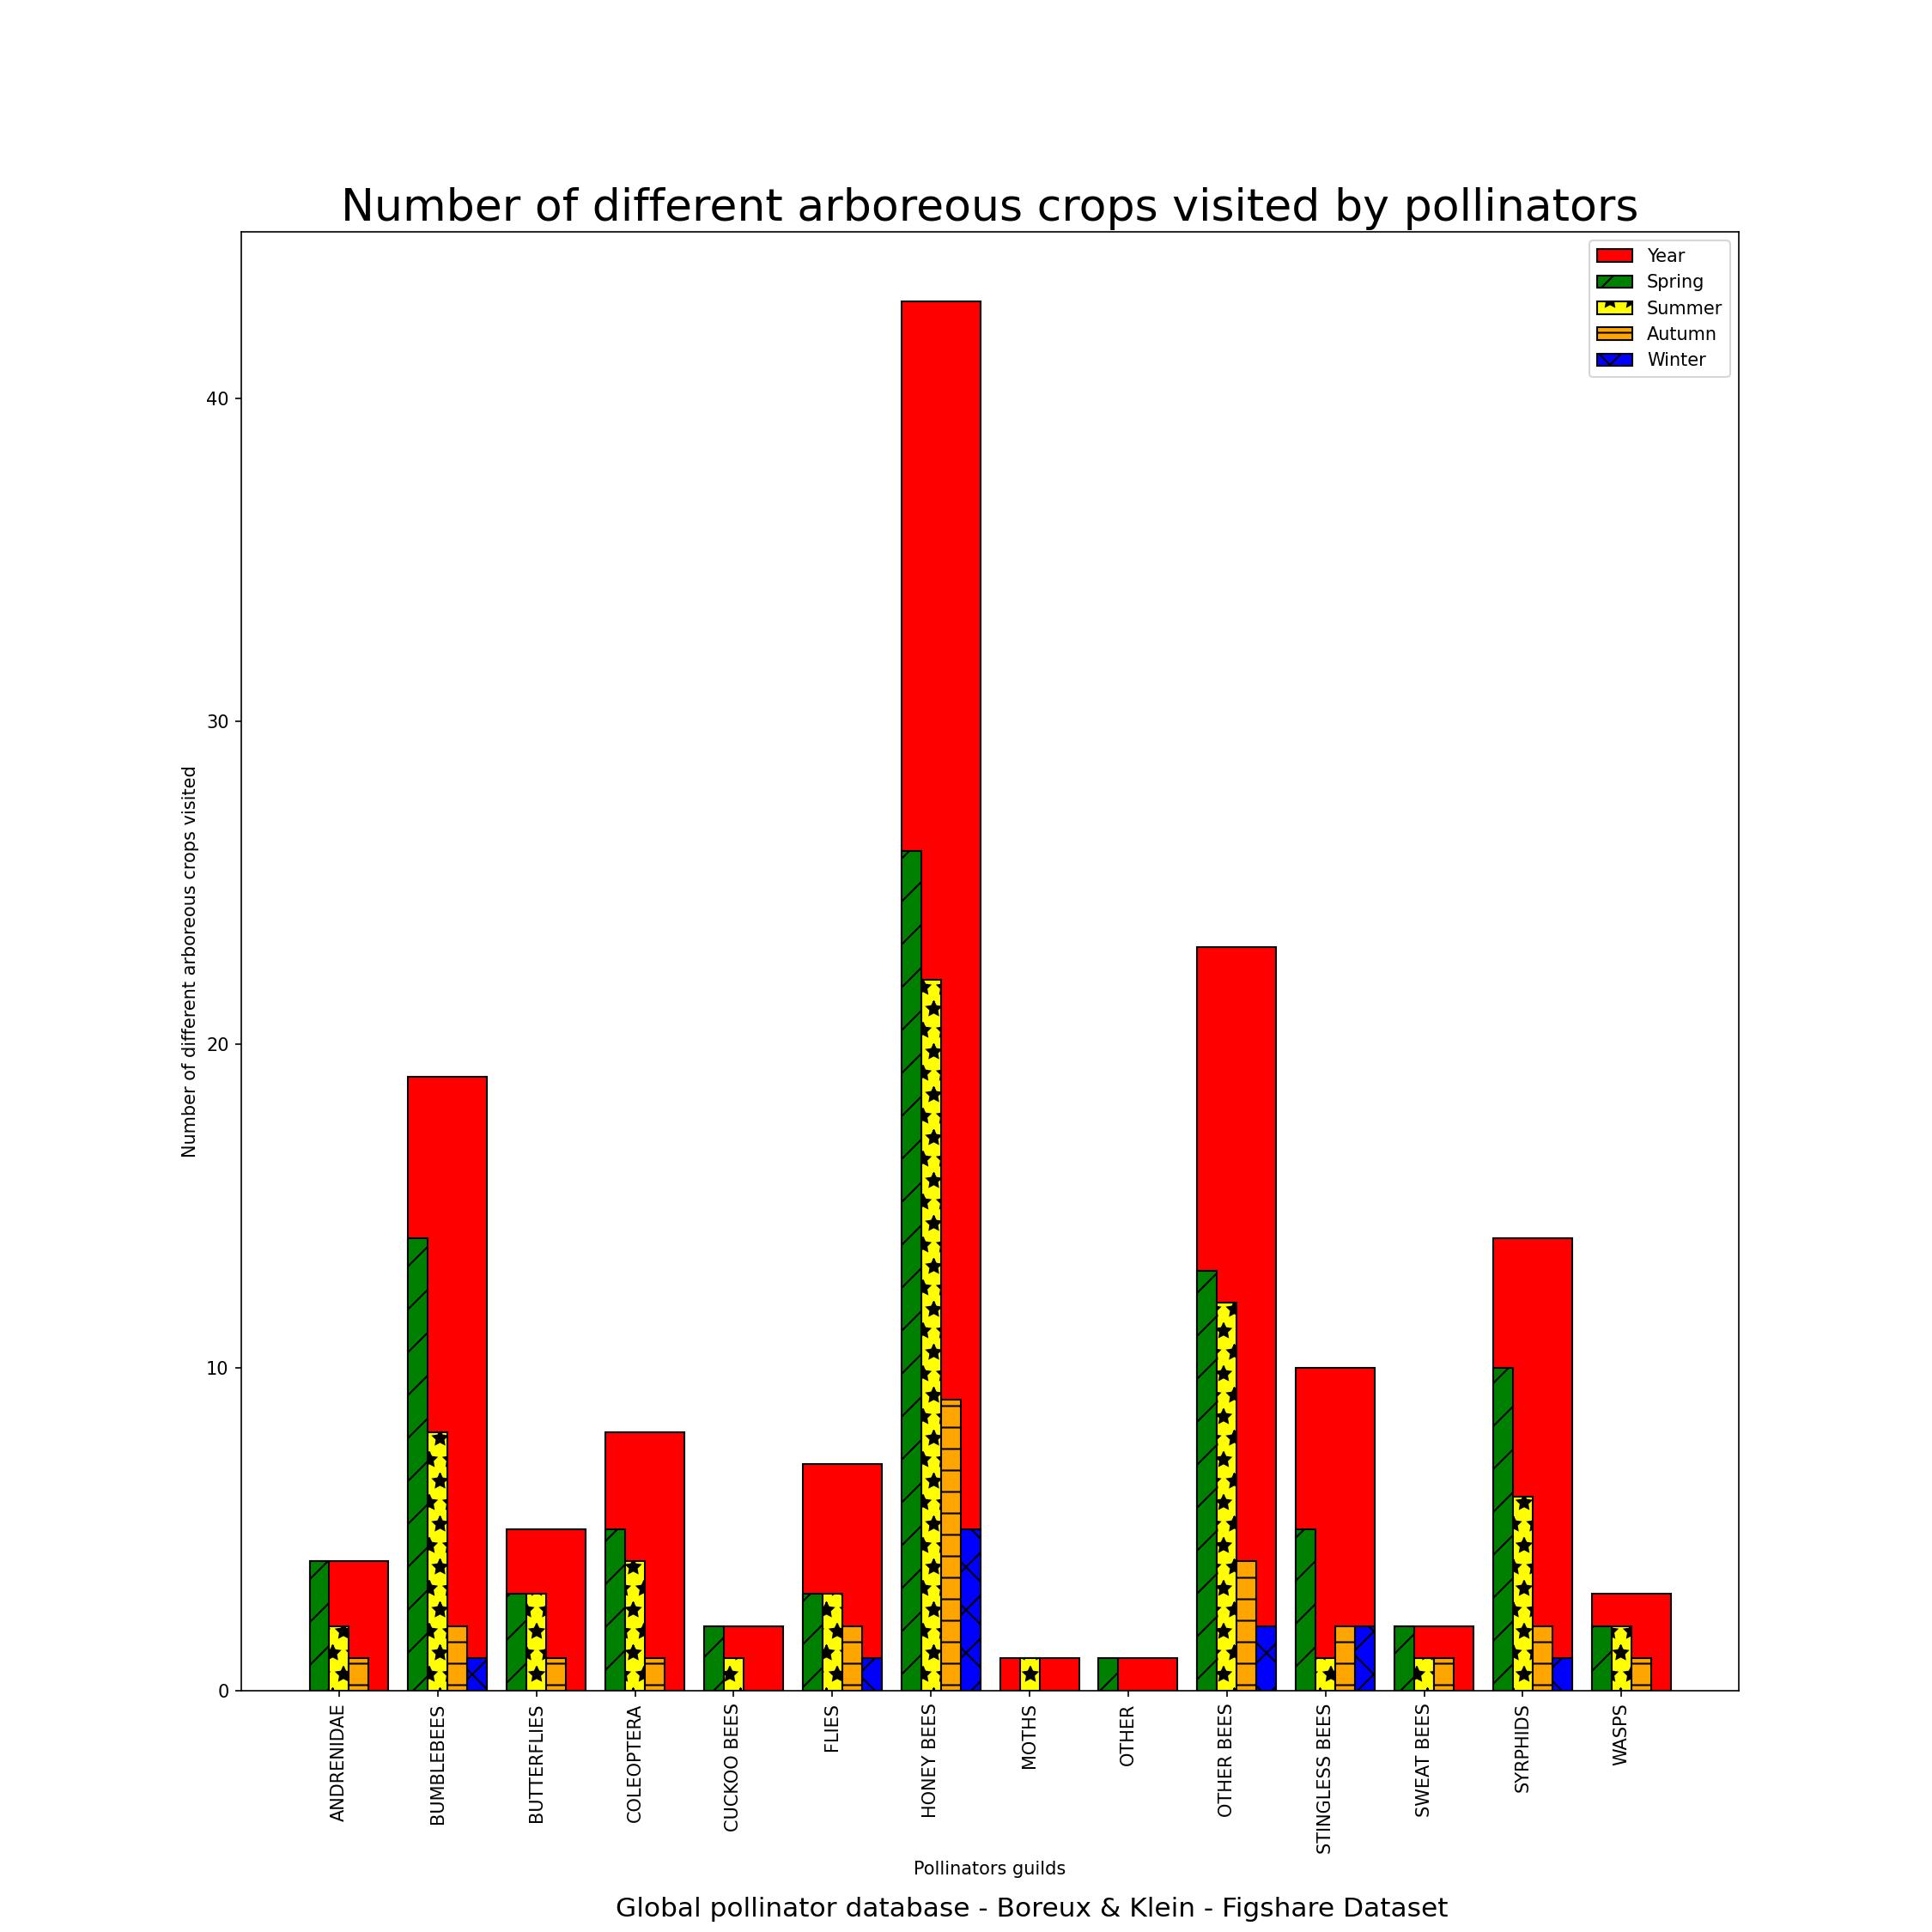 Number of different arboreous crops visited by pollinators
Year
Spring
Summer
Autumn
Winter
Number of different arboreous crops visited
40
30
20
10
0
ANDRENIDAE
BUMBLEBEES
BUTTERFLIES
COLEOPTERA
CUCKOO BEES
FLIES
HONEY BEES
MOTHS
OTHER
OTHER BEES
STINGLESS BEES
SWEAT BEES
SYRPHIDS
WASPS
Pollinators guilds
Global pollinator database - Boreux & Klein - Figshare Dataset